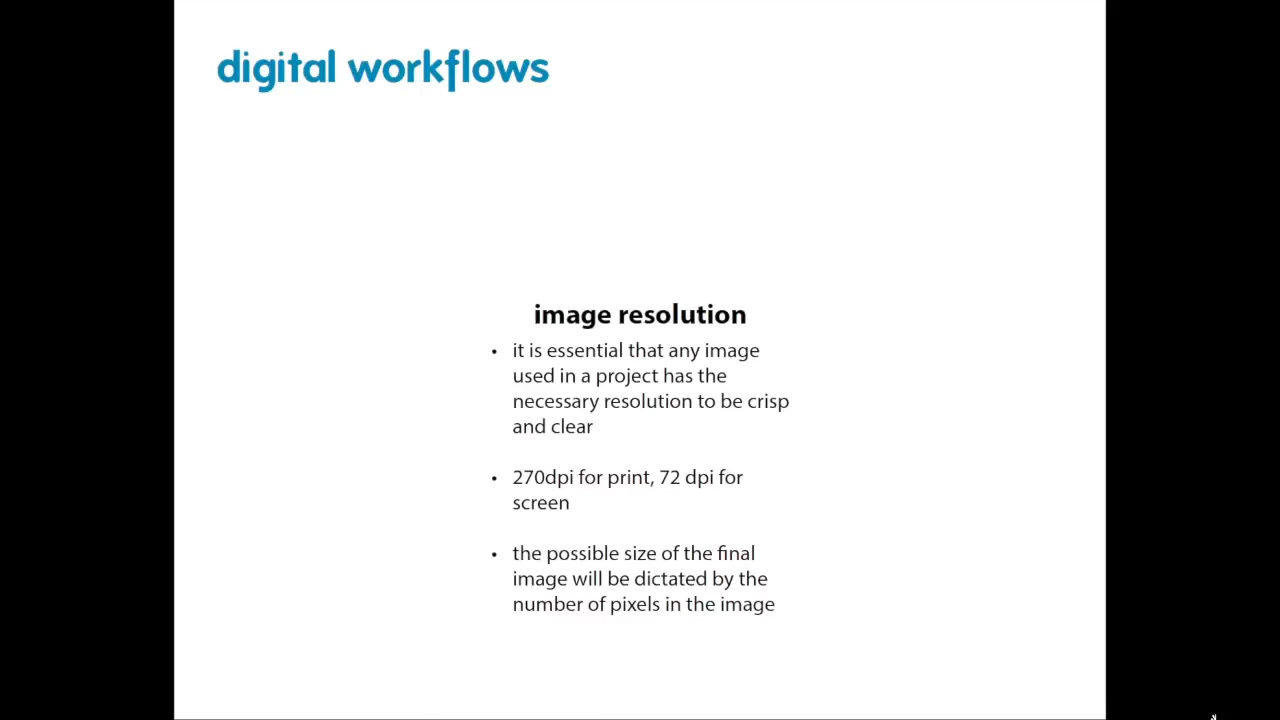 digital workflows
image resolution
• it is essential that any image
used in a project has the
necessary resolution to be crisp
and clear
• 270dpi for print, 72 dpi for
screen
• the possible size of the final
image will be dictated by the
number of pixels in the image